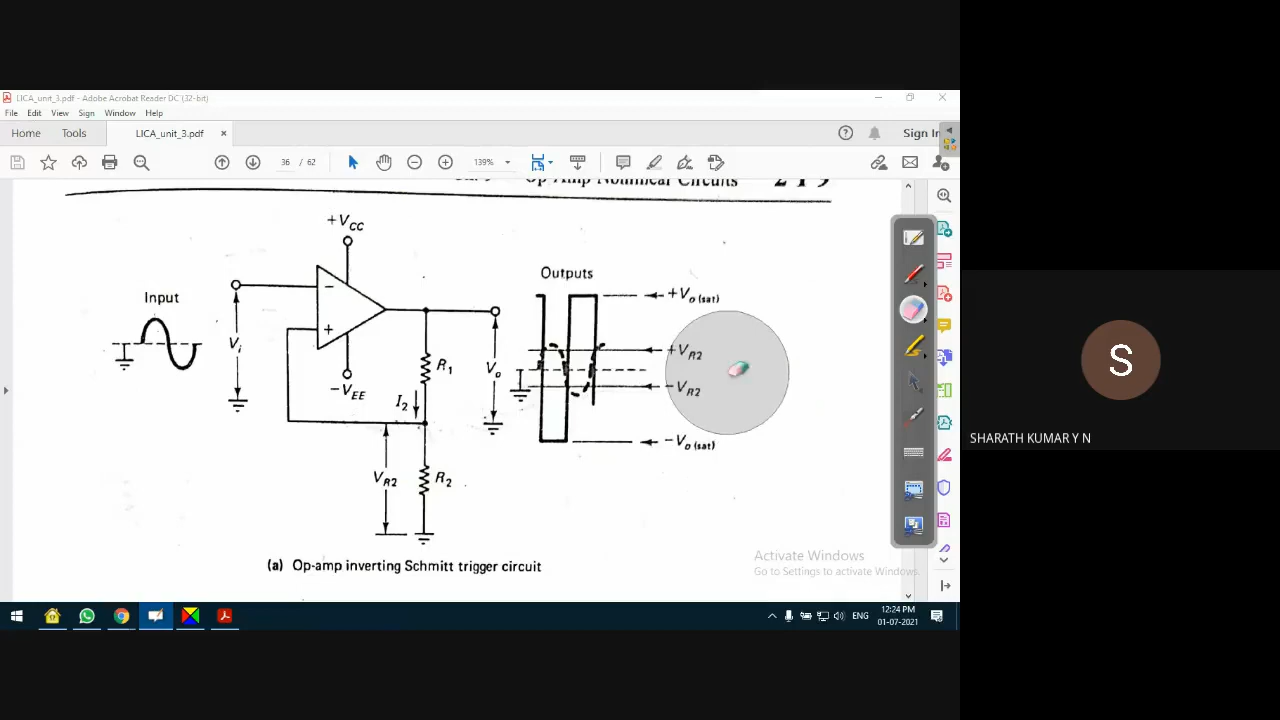 LICA_unit_3.pdf - Adobe Acrobat Reader DC (32-bit)
File Edit View Sign Window Help
Home Tools LICA_unit_3.pdf × Sign In
36 / 62 139%
Op-Amp Nonlinear Circuits
+VCC
Outputs
Input
+Vo(sat)
−
+
Vi
R1
Vo
+VR2
−VR2
−VEE
I2
−Vo(sat)
VR2
R2
(a) Op-amp inverting Schmitt trigger circuit
Activate Windows
Go to Settings to activate Windows.
S
SHARATH KUMAR Y N
ENG
12:24 PM
01-07-2021